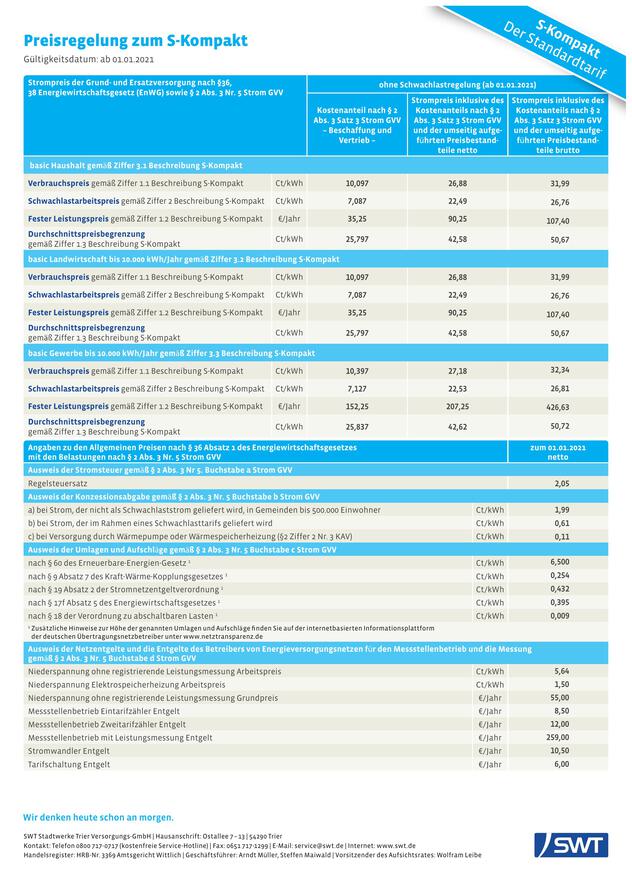 Preisregelung zum S-Kompakt
Gültigkeitsdatum: ab 01.01.2021
S-Kompakt
Der Standardtarif
Strompreis der Grund- und Ersatzversorgung nach §36,
38 Energiewirtschaftsgesetz (EnWG) sowie § 2 Abs. 3 Nr. 5 Strom GVV
ohne Schwachlastregelung (ab 01.01.2021)
Kostenanteil nach § 2
Abs. 3 Satz 3 Strom GVV
– Beschaffung und
Vertrieb –
Strompreis inklusive des
Kostenanteils nach § 2
Abs. 3 Satz 3 Strom GVV
und der umseitig aufge-
führten Preisbestand-
teile netto
Strompreis inklusive des
Kostenanteils nach § 2
Abs. 3 Satz 3 Strom GVV
und der umseitig aufge-
führten Preisbestand-
teile brutto
basic Haushalt gemäß Ziffer 3.1 Beschreibung S-Kompakt
Verbrauchspreis gemäß Ziffer 1.1 Beschreibung S-Kompakt Ct/kWh 10,097 26,88 31,99
Schwachlastarbeitspreis gemäß Ziffer 2 Beschreibung S-Kompakt Ct/kWh 7,087 22,49 26,76
Fester Leistungspreis gemäß Ziffer 1.2 Beschreibung S-Kompakt €/Jahr 35,25 90,25 107,40
Durchschnittspreisbegrenzung
gemäß Ziffer 1.3 Beschreibung S-Kompakt Ct/kWh 25,797 42,58 50,67
basic Landwirtschaft bis 10.000 kWh/Jahr gemäß Ziffer 3.2 Beschreibung S-Kompakt
Verbrauchspreis gemäß Ziffer 1.1 Beschreibung S-Kompakt Ct/kWh 10,097 26,88 31,99
Schwachlastarbeitspreis gemäß Ziffer 2 Beschreibung S-Kompakt Ct/kWh 7,087 22,49 26,76
Fester Leistungspreis gemäß Ziffer 1.2 Beschreibung S-Kompakt €/Jahr 35,25 90,25 107,40
Durchschnittspreisbegrenzung
gemäß Ziffer 1.3 Beschreibung S-Kompakt Ct/kWh 25,797 42,58 50,67
basic Gewerbe bis 10.000 kWh/Jahr gemäß Ziffer 3.3 Beschreibung S-Kompakt
Verbrauchspreis gemäß Ziffer 1.1 Beschreibung S-Kompakt Ct/kWh 10,397 27,18 32,34
Schwachlastarbeitspreis gemäß Ziffer 2 Beschreibung S-Kompakt Ct/kWh 7,127 22,53 26,81
Fester Leistungspreis gemäß Ziffer 1.2 Beschreibung S-Kompakt €/Jahr 152,25 207,25 426,63
Durchschnittspreisbegrenzung
gemäß Ziffer 1.3 Beschreibung S-Kompakt Ct/kWh 25,837 42,62 50,72
Angaben zu den Allgemeinen Preisen nach § 36 Absatz 1 des Energiewirtschaftsgesetzes
mit den Belastungen nach § 2 Abs. 3 Nr. 5 Strom GVV
zum 01.01.2021
netto
Ausweis der Stromsteuer gemäß § 2 Abs. 3 Nr 5. Buchstabe a Strom GVV
Regelsteuersatz 2,05
Ausweis der Konzessionsabgabe gemäß § 2 Abs. 3 Nr. 5 Buchstabe b Strom GVV
a) bei Strom, der nicht als Schwachlaststrom geliefert wird, in Gemeinden bis 500.000 Einwohner Ct/kWh 1,99
b) bei Strom, der im Rahmen eines Schwachlasttarifs geliefert wird Ct/kWh 0,61
c) bei Versorgung durch Wärmepumpe oder Wärmespeicherheizung (§2 Ziffer 2 Nr. 3 KAV) Ct/kWh 0,11
Ausweis der Umlagen und Aufschläge gemäß § 2 Abs. 3 Nr. 5 Buchstabe c Strom GVV
nach § 60 des Erneuerbare-Energien-Gesetz ¹ Ct/kWh 6,500
nach § 9 Absatz 7 des Kraft-Wärme-Kopplungsgesetzes ¹ Ct/kWh 0,254
nach § 19 Absatz 2 der Stromnetzentgeltverordnung ¹ Ct/kWh 0,432
nach § 17f Absatz 5 des Energiewirtschaftsgesetzes ¹ Ct/kWh 0,395
nach § 18 der Verordnung zu abschaltbaren Lasten ¹ Ct/kWh 0,009
¹ Zusätzliche Hinweise zur Höhe der genannten Umlagen und Aufschläge finden Sie auf der internetbasierten Informationsplattform
der deutschen Übertragungsnetzbetreiber unter www.netztransparenz.de
Ausweis der Netzentgelte und die Entgelte des Betreibers von Energieversorgungsnetzen für den Messstellenbetrieb und die Messung
gemäß § 2 Abs. 3 Nr. 5 Buchstabe d Strom GVV
Niederspannung ohne registrierende Leistungsmessung Arbeitspreis Ct/kWh 5,64
Niederspannung Elektrospeicherheizung Arbeitspreis Ct/kWh 1,50
Niederspannung ohne registrierende Leistungsmessung Grundpreis €/Jahr 55,00
Messstellenbetrieb Eintarifzähler Entgelt €/Jahr 8,50
Messstellenbetrieb Zweitarifzähler Entgelt €/Jahr 12,00
Messstellenbetrieb mit Leistungsmessung Entgelt €/Jahr 259,00
Stromwandler Entgelt €/Jahr 10,50
Tarifschaltung Entgelt €/Jahr 6,00
Wir denken heute schon an morgen.
SWT Stadtwerke Trier Versorgungs-GmbH | Hausanschrift: Ostallee 7 – 13 | 54290 Trier
Kontakt: Telefon 0800 717-0717 (kostenfreie Service-Hotline) | Fax: 0651 717-1299 | E-Mail: service@swt.de | Internet: www.swt.de
Handelsregister: HRB-Nr. 3369 Amtsgericht Wittlich | Geschäftsführer: Arndt Müller, Steffen Maiwald | Vorsitzender des Aufsichtsrates: Wolfram Leibe
SWT